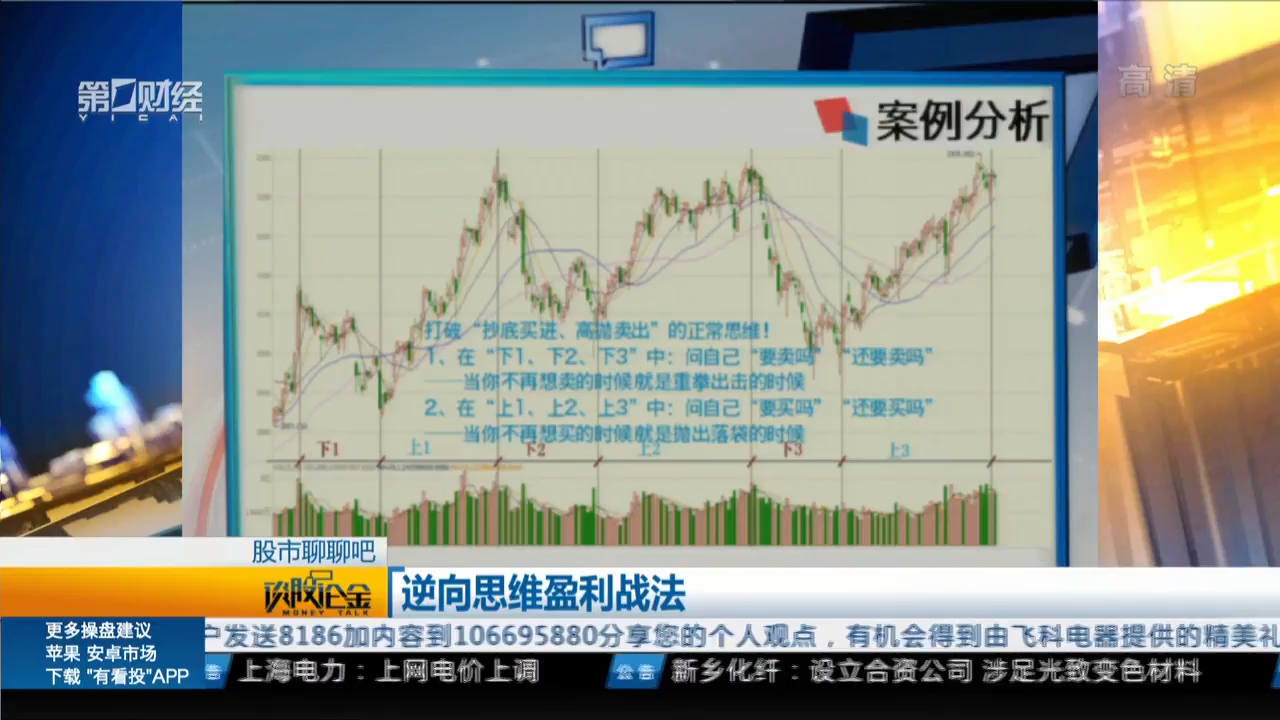 第一财经
YICAI
高清
案例分析
打破“抄底买进、高抛卖出”的正常思维！
1、在“下1、下2、下3”中：问自己“要卖吗”“还要卖吗”
——当你不再想卖的时候就是重拳出击的时候
2、在“上1、上2、上3”中：问自己“要买吗”“还要买吗”
——当你不再想买的时候就是抛出落袋的时候
下1 上1 下2 上2 下3 上3
股市聊聊吧
谈股论金
MONEY TALK
逆向思维盈利战法
更多操盘建议
苹果 安卓市场
下载 "有看投"APP
户发送8186加内容到106695880分享您的个人观点，有机会得到由飞科电器提供的精美礼
告 上海电力：上网电价上调 公告 新乡化纤：设立合资公司 涉足光致变色材料